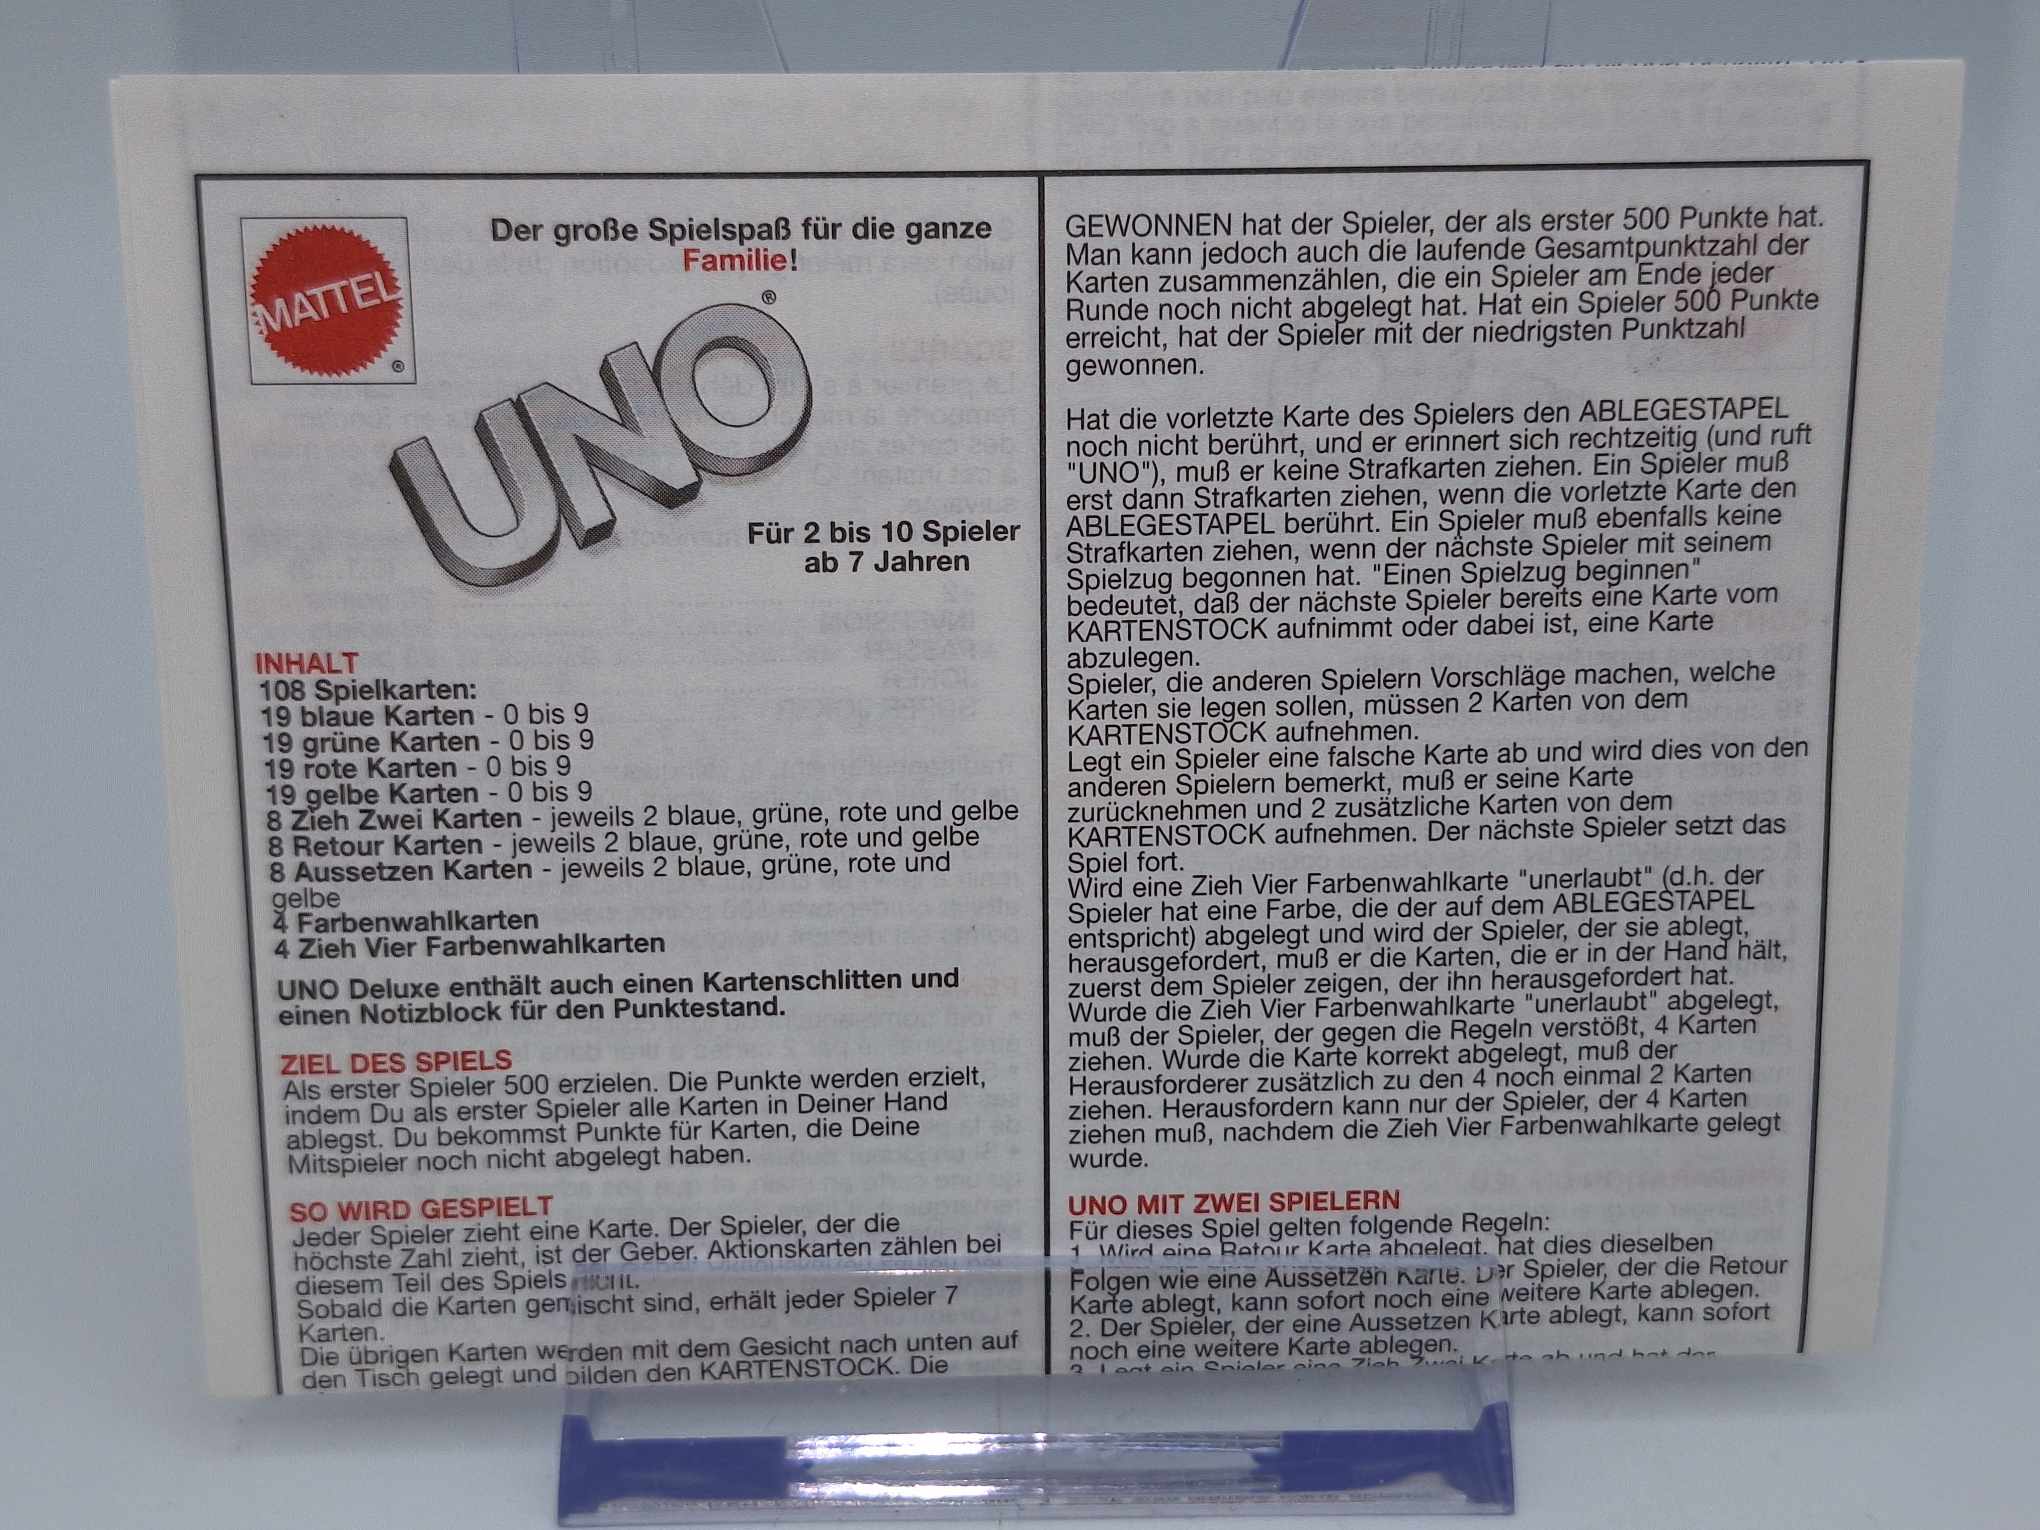 MATTEL
®
Der große Spielspaß für die ganze
Familie!
UNO
®
Für 2 bis 10 Spieler
ab 7 Jahren
INHALT
108 Spielkarten:
19 blaue Karten - 0 bis 9
19 grüne Karten - 0 bis 9
19 rote Karten - 0 bis 9
19 gelbe Karten - 0 bis 9
8 Zieh Zwei Karten - jeweils 2 blaue, grüne, rote und gelbe
8 Retour Karten - jeweils 2 blaue, grüne, rote und gelbe
8 Aussetzen Karten - jeweils 2 blaue, grüne, rote und
gelbe
4 Farbenwahlkarten
4 Zieh Vier Farbenwahlkarten
UNO Deluxe enthält auch einen Kartenschlitten und
einen Notizblock für den Punktestand.
ZIEL DES SPIELS
Als erster Spieler 500 erzielen. Die Punkte werden erzielt,
indem Du als erster Spieler alle Karten in Deiner Hand
ablegst. Du bekommst Punkte für Karten, die Deine
Mitspieler noch nicht abgelegt haben.
SO WIRD GESPIELT
Jeder Spieler zieht eine Karte. Der Spieler, der die
höchste Zahl zieht, ist der Geber. Aktionskarten zählen bei
diesem Teil des Spiels nicht.
Sobald die Karten gemischt sind, erhält jeder Spieler 7
Karten.
Die übrigen Karten werden mit dem Gesicht nach unten auf
den Tisch gelegt und bilden den KARTENSTOCK. Die
GEWONNEN hat der Spieler, der als erster 500 Punkte hat.
Man kann jedoch auch die laufende Gesamtpunktzahl der
Karten zusammenzählen, die ein Spieler am Ende jeder
Runde noch nicht abgelegt hat. Hat ein Spieler 500 Punkte
erreicht, hat der Spieler mit der niedrigsten Punktzahl
gewonnen.
Hat die vorletzte Karte des Spielers den ABLEGESTAPEL
noch nicht berührt, und er erinnert sich rechtzeitig (und ruft
"UNO"), muß er keine Strafkarten ziehen. Ein Spieler muß
erst dann Strafkarten ziehen, wenn die vorletzte Karte den
ABLEGESTAPEL berührt. Ein Spieler muß ebenfalls keine
Strafkarten ziehen, wenn der nächste Spieler mit seinem
Spielzug begonnen hat. "Einen Spielzug beginnen"
bedeutet, daß der nächste Spieler bereits eine Karte vom
KARTENSTOCK aufnimmt oder dabei ist, eine Karte
abzulegen.
Spieler, die anderen Spielern Vorschläge machen, welche
Karten sie legen sollen, müssen 2 Karten von dem
KARTENSTOCK aufnehmen.
Legt ein Spieler eine falsche Karte ab und wird dies von den
anderen Spielern bemerkt, muß er seine Karte
zurücknehmen und 2 zusätzliche Karten von dem
KARTENSTOCK aufnehmen. Der nächste Spieler setzt das
Spiel fort.
Wird eine Zieh Vier Farbenwahlkarte "unerlaubt" (d.h. der
Spieler hat eine Farbe, die der auf dem ABLEGESTAPEL
entspricht) abgelegt und wird der Spieler, der sie ablegt,
herausgefordert, muß er die Karten, die er in der Hand hält,
zuerst dem Spieler zeigen, der ihn herausgefordert hat.
Wurde die Zieh Vier Farbenwahlkarte "unerlaubt" abgelegt,
muß der Spieler, der gegen die Regeln verstößt, 4 Karten
ziehen. Wurde die Karte korrekt abgelegt, muß der
Herausforderer zusätzlich zu den 4 noch einmal 2 Karten
ziehen. Herausfordern kann nur der Spieler, der 4 Karten
ziehen muß, nachdem die Zieh Vier Farbenwahlkarte gelegt
wurde.
UNO MIT ZWEI SPIELERN
Für dieses Spiel gelten folgende Regeln:
1. Wird eine Retour Karte abgelegt, hat dies dieselben
Folgen wie eine Aussetzen Karte. Der Spieler, der die Retour
Karte ablegt, kann sofort noch eine weitere Karte ablegen.
2. Der Spieler, der eine Aussetzen Karte ablegt, kann sofort
noch eine weitere Karte ablegen.
3. Legt ein Spieler eine Zieh Zwei Karte ab und hat der